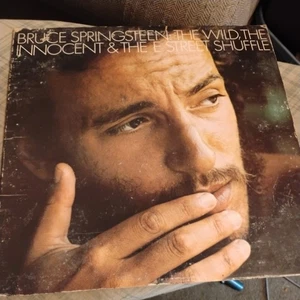 BRUCE SPRINGSTEEN THE WILD, THE
INNOCENT & THE E STREET SHUFFLE